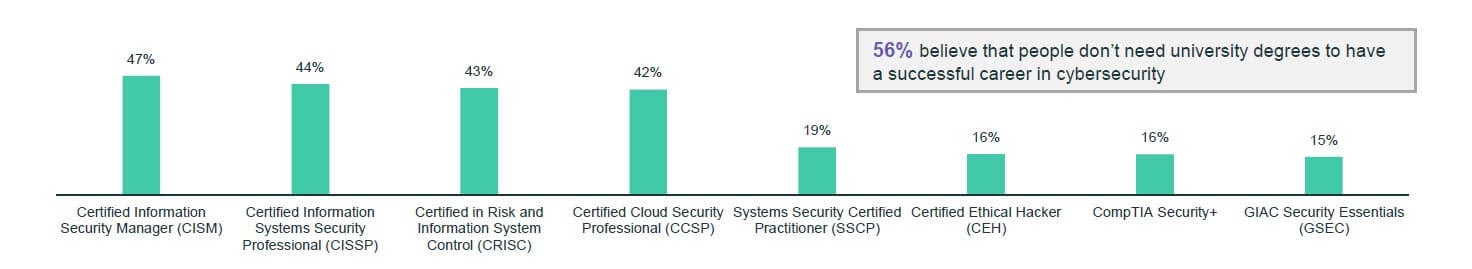 56% believe that people don’t need university degrees to have
a successful career in cybersecurity
47%
44%
43%
42%
19%
16%
16%
15%
Certified Information
Security Manager (CISM)
Certified Information
Systems Security
Professional (CISSP)
Certified in Risk and
Information System
Control (CRISC)
Certified Cloud Security
Professional (CCSP)
Systems Security Certified
Practitioner (SSCP)
Certified Ethical Hacker
(CEH)
CompTIA Security+
GIAC Security Essentials
(GSEC)